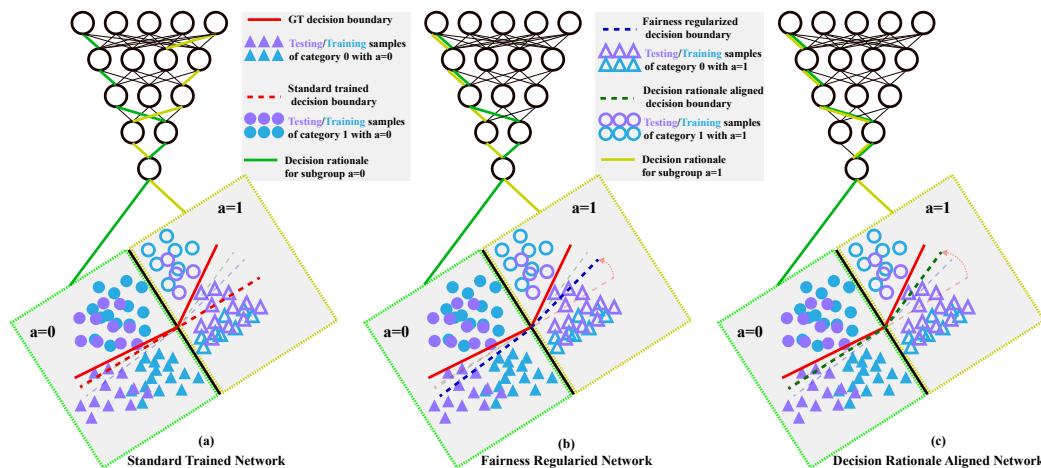 GT decision boundary
Testing/Training samples
of category 0 with a=0
Standard trained
decision boundary
Testing/Training samples
of category 1 with a=0
Decision rationale
for subgroup a=0
Fairness regularized
decision boundary
Testing/Training samples
of category 0 with a=1
Decision rationale aligned
decision boundary
Testing/Training samples
of category 1 with a=1
Decision rationale
for subgroup a=1
a=1
a=0
(a)
Standard Trained Network
a=1
a=0
(b)
Fairness Regularied Network
a=1
a=0
(c)
Decision Rationale Aligned Network